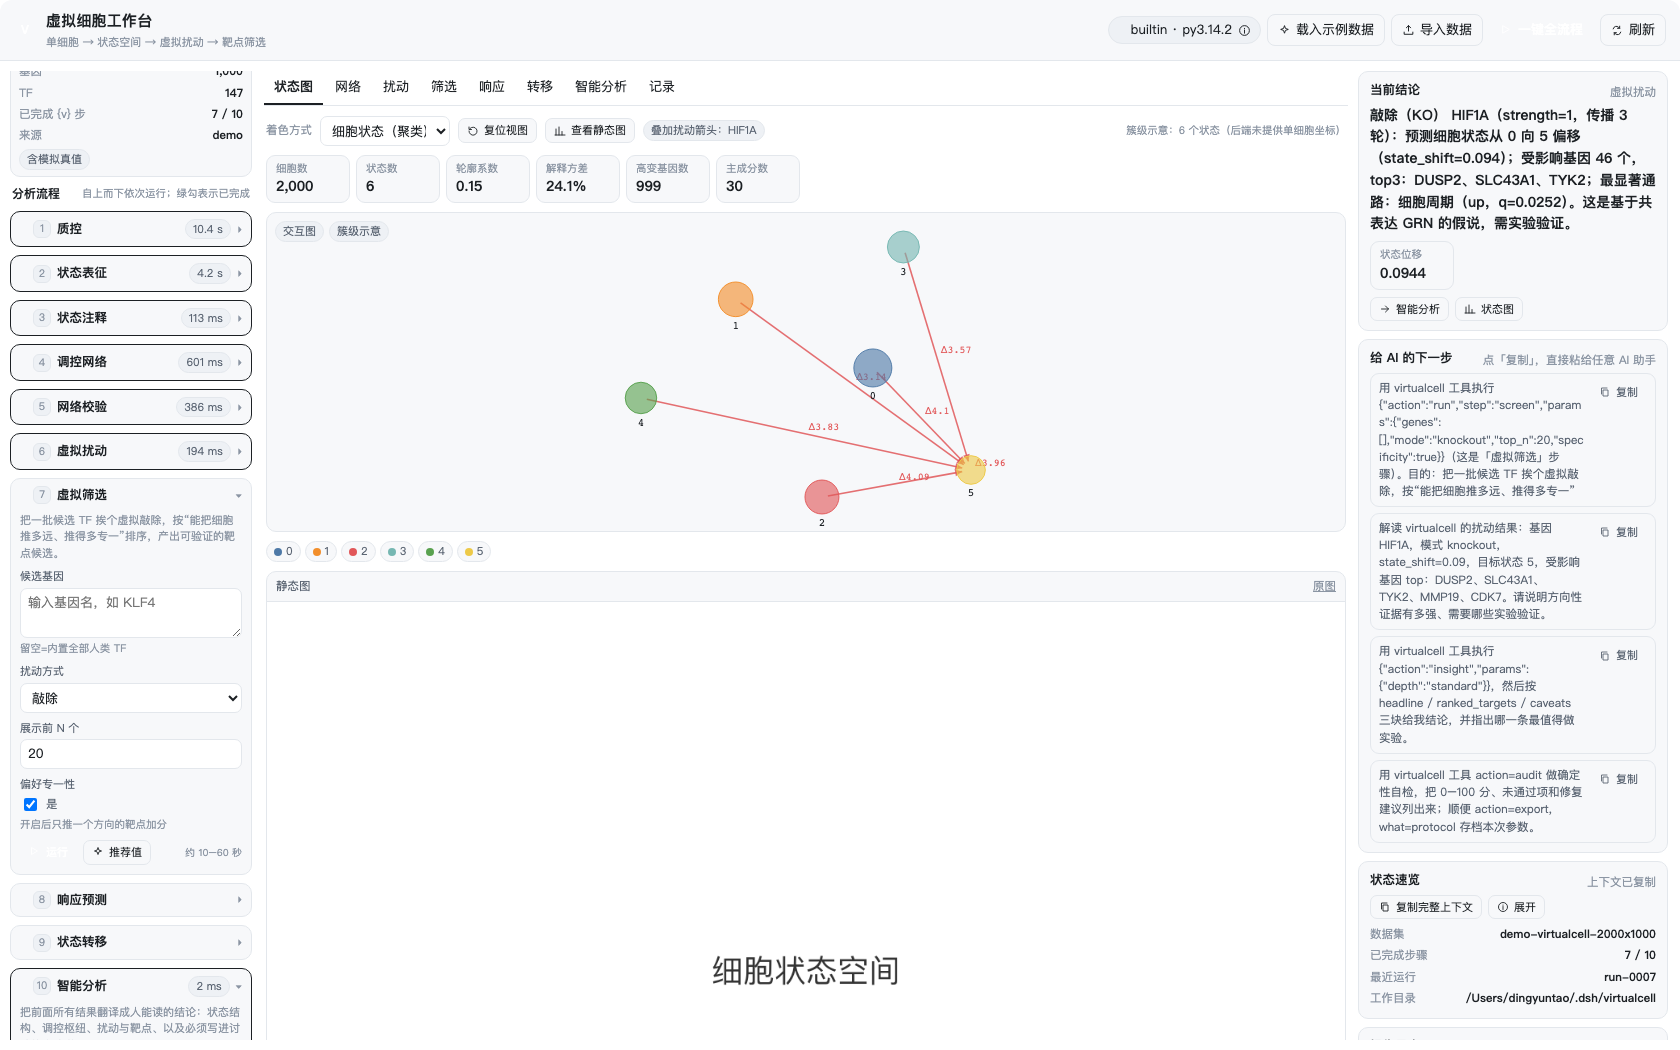 虚拟细胞工作台
单细胞 → 状态空间 → 虚拟扰动 → 靶点筛选
builtin · py3.14.2
载入示例数据
导入数据
一键全流程
刷新
基因 1,000
TF 147
已完成 {v} 步 7 / 10
来源 demo
含模拟真值
分析流程 自上而下依次运行；绿勾表示已完成
1 质控 10.4 s
2 状态表征 4.2 s
3 状态注释 113 ms
4 调控网络 601 ms
5 网络校验 386 ms
6 虚拟扰动 194 ms
7 虚拟筛选
把一批候选 TF 挨个虚拟敲除，按“能把细胞
推多远、推得多专一”排序，产出可验证的靶
点候选。
候选基因
输入基因名，如 KLF4
留空=内置全部人类 TF
扰动方式
敲除
展示前 N 个
20
偏好专一性
是
开启后只推一个方向的靶点加分
推荐值 约 10–60 秒
8 响应预测
9 状态转移
10 智能分析 2 ms
把前面所有结果翻译成人能读的结论：状态结
构、调控枢纽、扰动与靶点、以及必须写进讨
状态图 网络 扰动 筛选 响应 转移 智能分析 记录
着色方式 细胞状态（聚类） 复位视图 查看静态图 叠加扰动箭头：HIF1A 簇级示意：6 个状态（后端未提供单细胞坐标）
细胞数 状态数 轮廓系数 解释方差 高变基因数 主成分数
2,000 6 0.15 24.1% 999 30
交互图 簇级示意
3
1
Δ3.57
Δ3.14
0
Δ4.1
4
Δ3.83
Δ3.96
Δ4.09
5
2
0 1 2 3 4 5
静态图 原图
细胞状态空间
当前结论 虚拟扰动
敲除（KO） HIF1A（strength=1，传播 3
轮）：预测细胞状态从 0 向 5 偏移
（state_shift=0.094）；受影响基因 46 个，
top3：DUSP2、SLC43A1、TYK2；最显著通
路：细胞周期（up，q=0.0252）。这是基于共
表达 GRN 的假说，需实验验证。
状态位移
0.0944
智能分析 状态图
给 AI 的下一步 点「复制」，直接粘给任意 AI 助手
用 virtualcell 工具执行 复制
{"action":"run","step":"screen","param
s":{"genes":
[],"mode":"knockout","top_n":20,"spec
ificity":true}}（这是「虚拟筛选」步
骤）。目的：把一批候选 TF 挨个虚拟敲
除，按“能把细胞推多远、推得多专一”
解读 virtualcell 的扰动结果：基因 复制
HIF1A，模式 knockout，
state_shift=0.09，目标状态 5，受影响
基因 top：DUSP2、SLC43A1、
TYK2、MMP19、CDK7。请说明方向性
证据有多强、需要哪些实验验证。
用 virtualcell 工具执行 复制
{"action":"insight","params":
{"depth":"standard"}}，然后按
headline / ranked_targets / caveats
三块给我结论，并指出哪一条最值得做
实验。
用 virtualcell 工具 action=audit 做确定 复制
性自检，把 0–100 分、未通过项和修复
建议列出来；顺便 action=export，
what=protocol 存档本次参数。
状态速览 上下文已复制
复制完整上下文 展开
数据集 demo-virtualcell-2000x1000
已完成步骤 7 / 10
最近运行 run-0007
工作目录 /Users/dingyuntao/.dsh/virtualcell